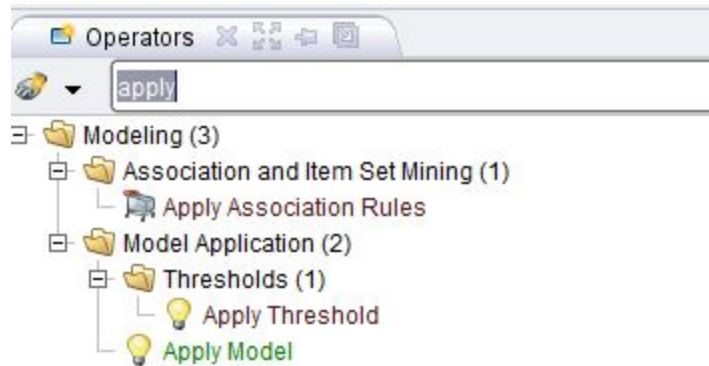 Operators
apply
Modeling (3)
Association and Item Set Mining (1)
Apply Association Rules
Model Application (2)
Thresholds (1)
Apply Threshold
Apply Model